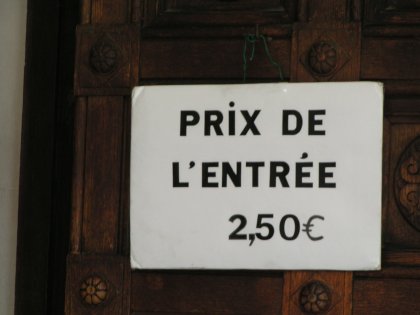 PRiX DE
L'ENTRÉE
2,50€